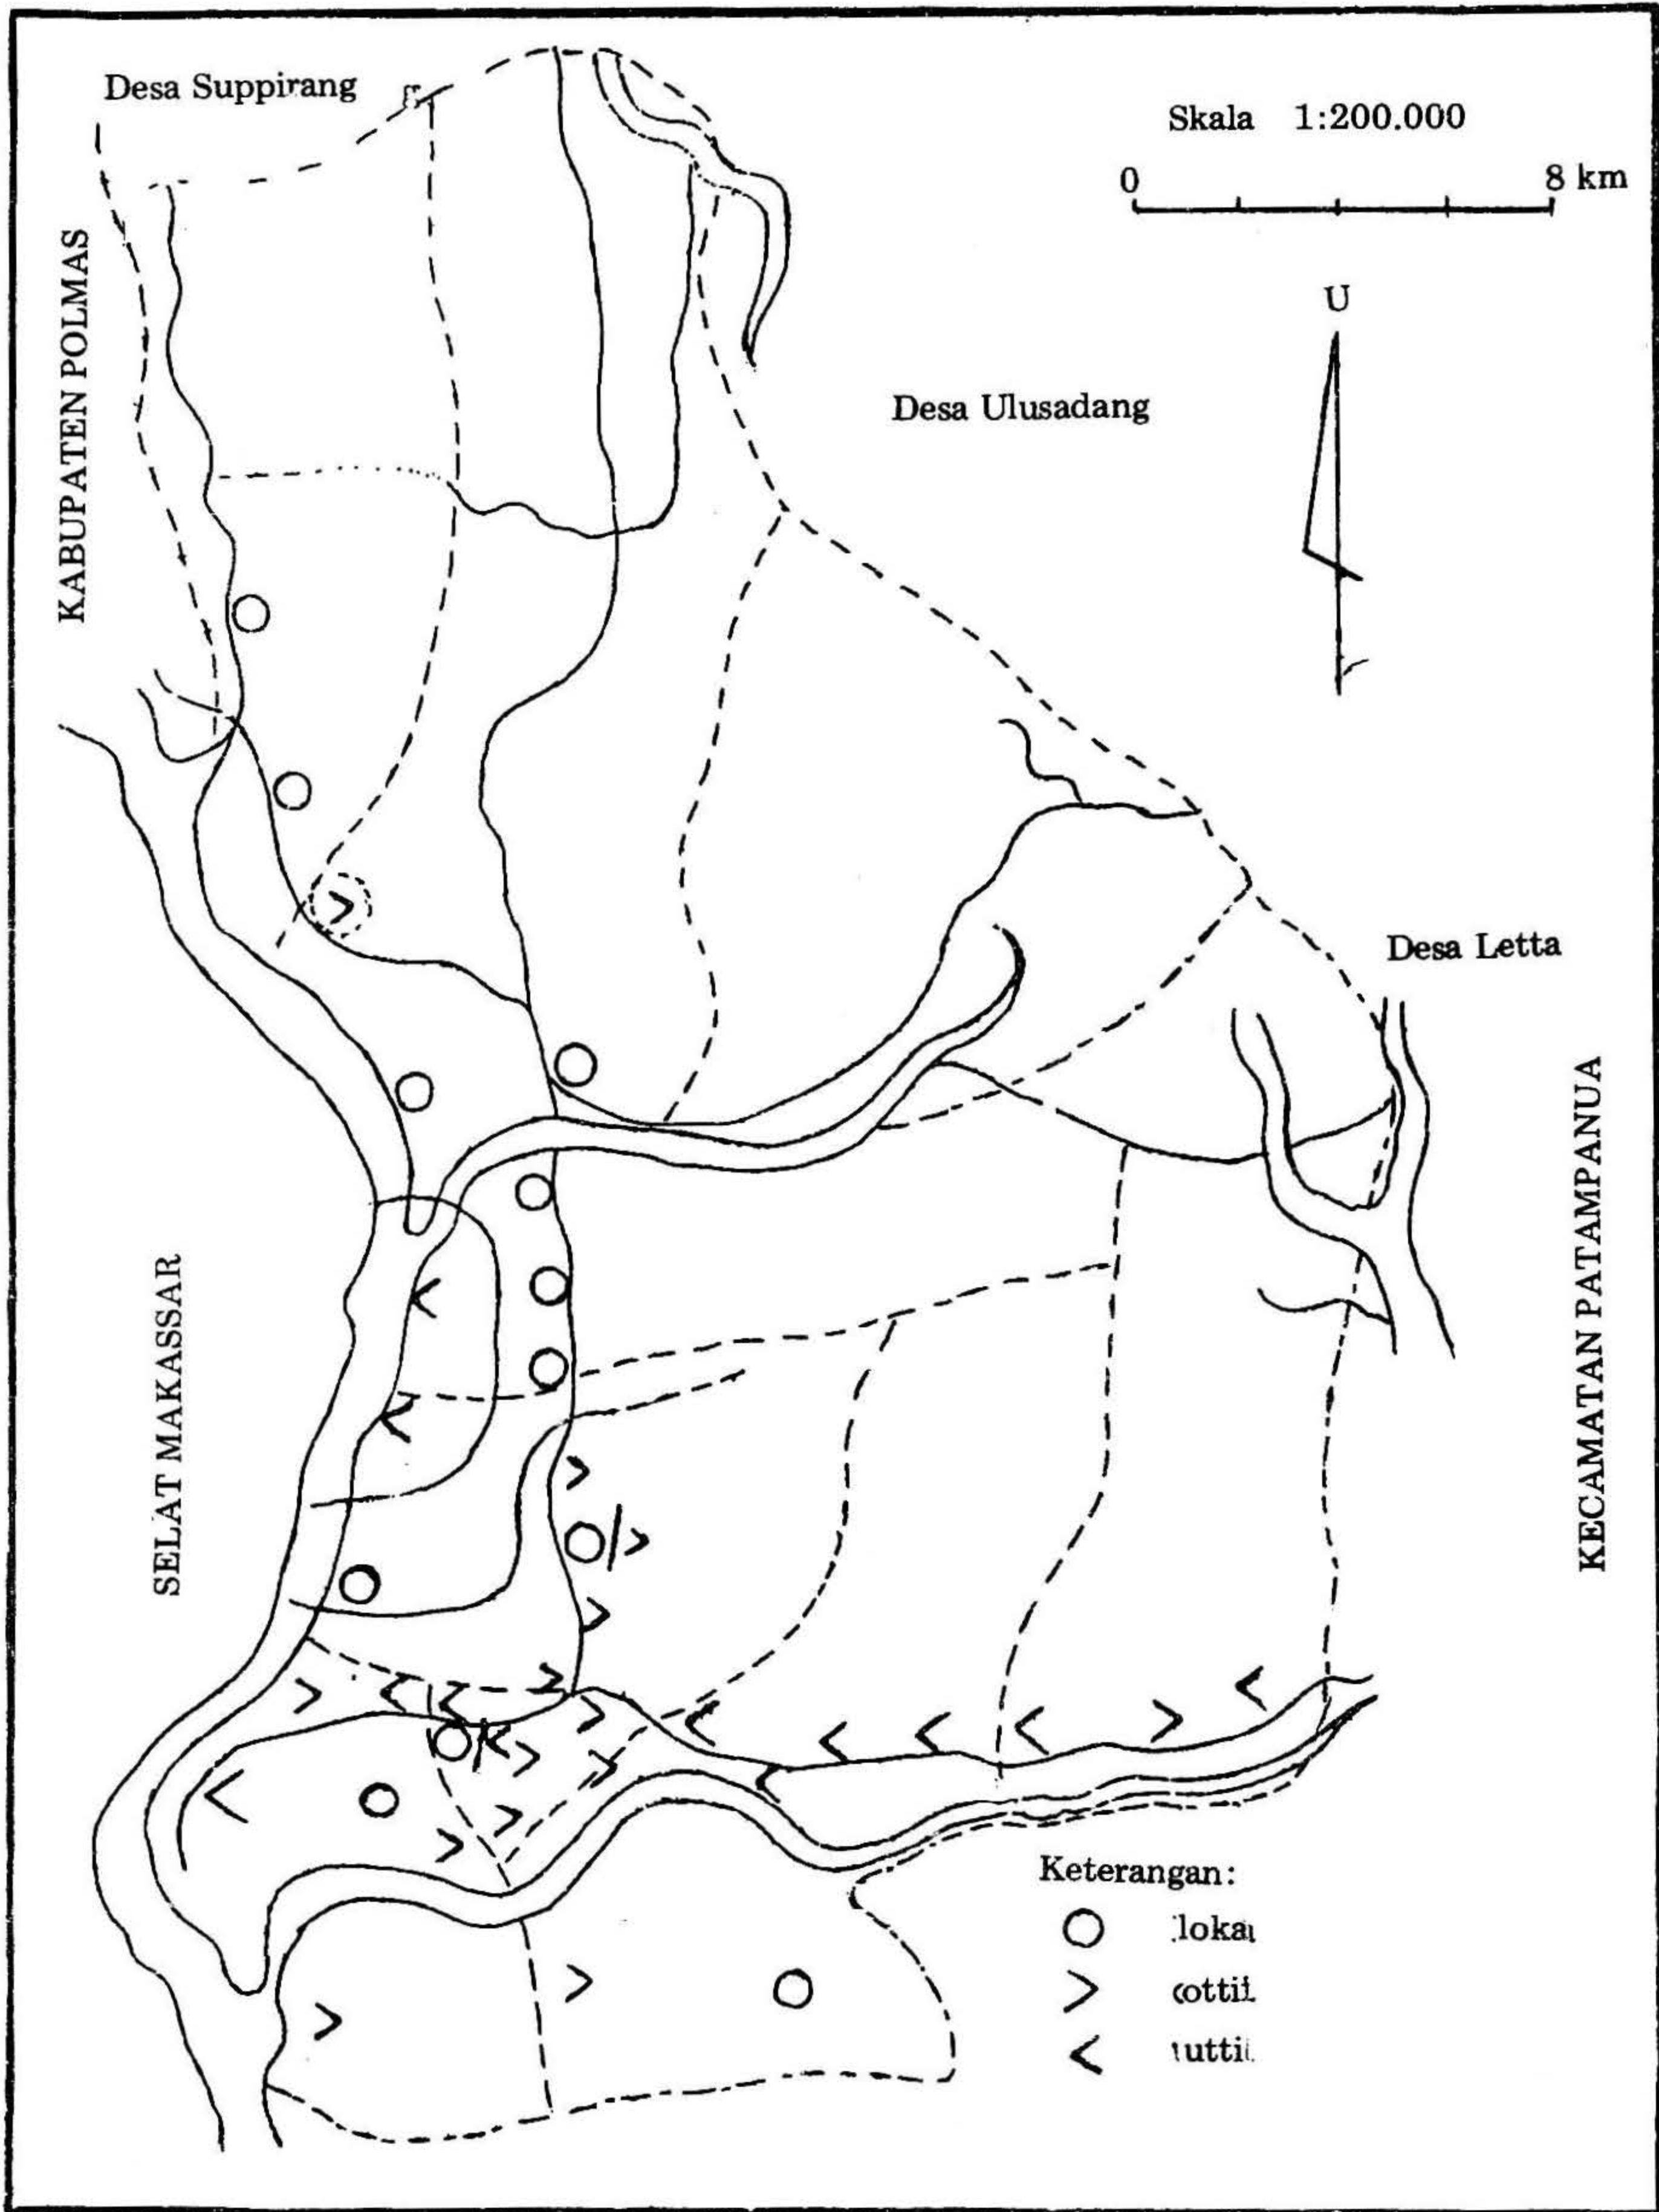 Desa Suppirang
Skala 1:200.000
0 8 km
KABUPATEN POLMAS
U
Desa Ulusadang
Desa Letta
KECAMATAN PATAMPANUA
SELAT MAKASSAR
Keterangan: